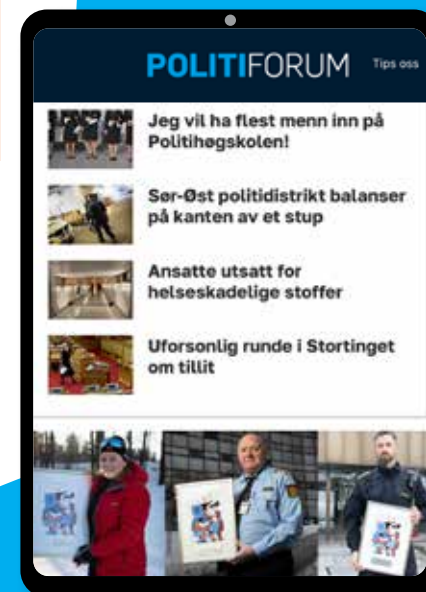 POLITIFORUM
Tips oss
Jeg vil ha flest menn inn på
Politihøgskolen!
Sør-Øst politidistrikt balanser
på kanten av et stup
Ansatte utsatt for
helseskadelige stoffer
Uforsonlig runde i Stortinget
om tillit